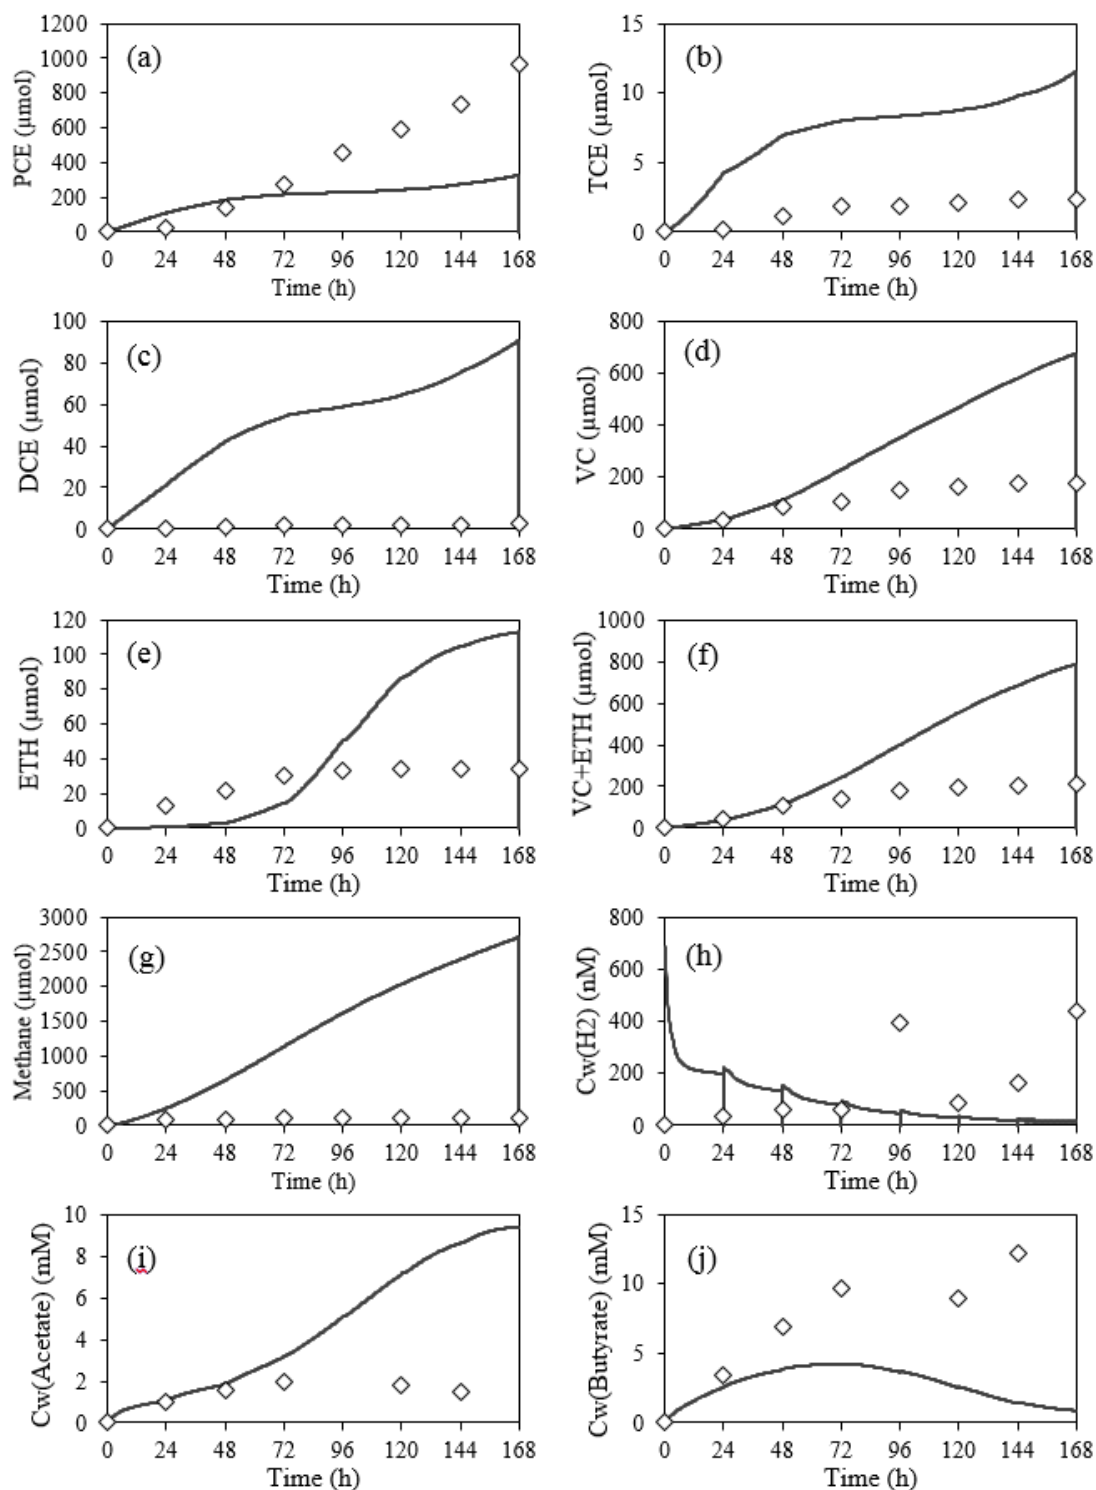 (a)
PCE (µmol)
1200
1000
800
600
400
200
0
0 24 48 72 96 120 144 168
Time (h)
(b)
TCE (µmol)
15
10
5
0
0 24 48 72 96 120 144 168
Time (h)
(c)
DCE (µmol)
100
80
60
40
20
0
0 24 48 72 96 120 144 168
Time (h)
(d)
VC (µmol)
800
600
400
200
0
0 24 48 72 96 120 144 168
Time (h)
(e)
ETH (µmol)
120
100
80
60
40
20
0
0 24 48 72 96 120 144 168
Time (h)
(f)
VC+ETH (µmol)
1000
800
600
400
200
0
0 24 48 72 96 120 144 168
Time (h)
(g)
Methane (µmol)
3000
2500
2000
1500
1000
500
0
0 24 48 72 96 120 144 168
Time (h)
(h)
Cw(H2) (nM)
800
600
400
200
0
0 24 48 72 96 120 144 168
Time (h)
(i)
Cw(Acetate) (mM)
10
8
6
4
2
0
0 24 48 72 96 120 144 168
Time (h)
(j)
Cw(Butyrate) (mM)
15
10
5
0
0 24 48 72 96 120 144 168
Time (h)